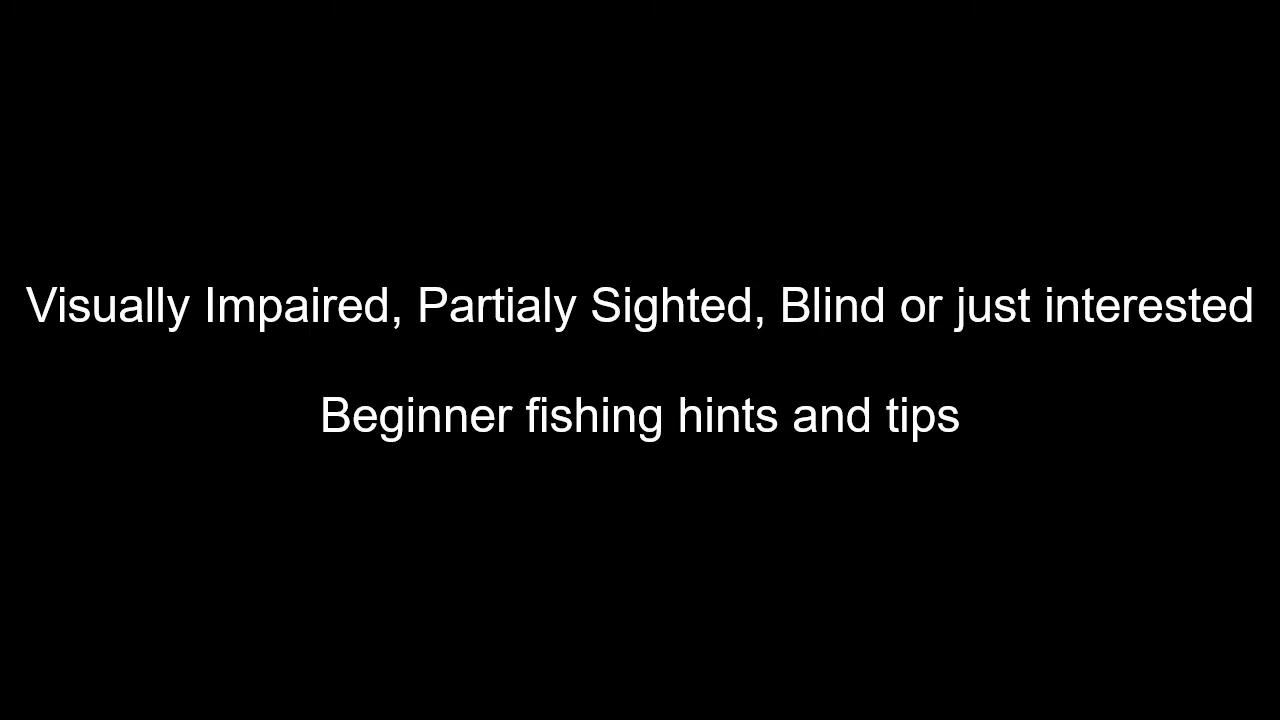 Visually Impaired, Partialy Sighted, Blind or just interested
Beginner fishing hints and tips